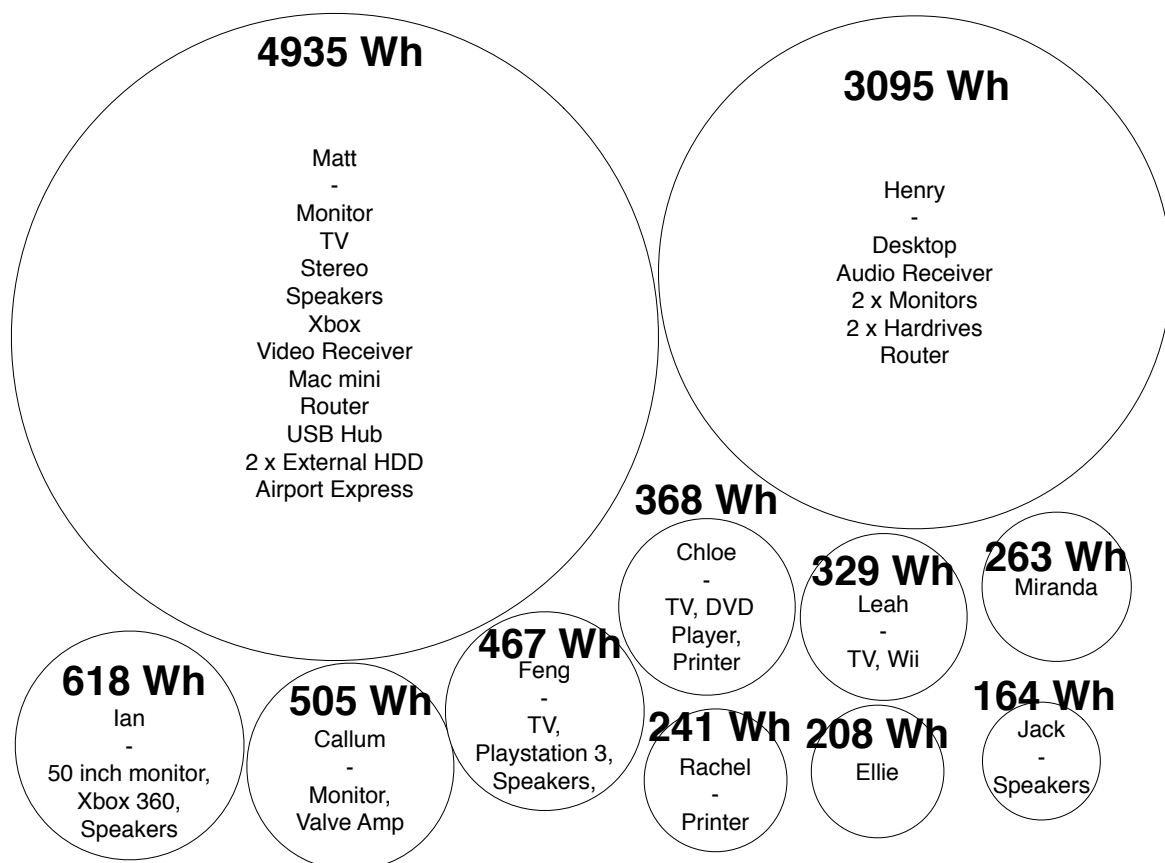 4935 Wh
Matt
-
Monitor
TV
Stereo
Speakers
Xbox
Video Receiver
Mac mini
Router
USB Hub
2 x External HDD
Airport Express
3095 Wh
Henry
-
Desktop
Audio Receiver
2 x Monitors
2 x Hardrives
Router
368 Wh
Chloe
-
TV, DVD
Player,
Printer
329 Wh
Leah
-
TV, Wii
263 Wh
Miranda
618 Wh
Ian
-
50 inch monitor,
Xbox 360,
Speakers
505 Wh
Callum
-
Monitor,
Valve Amp
467 Wh
Feng
-
TV,
Playstation 3,
Speakers,
241 Wh
Rachel
-
Printer
208 Wh
Ellie
164 Wh
Jack
-
Speakers